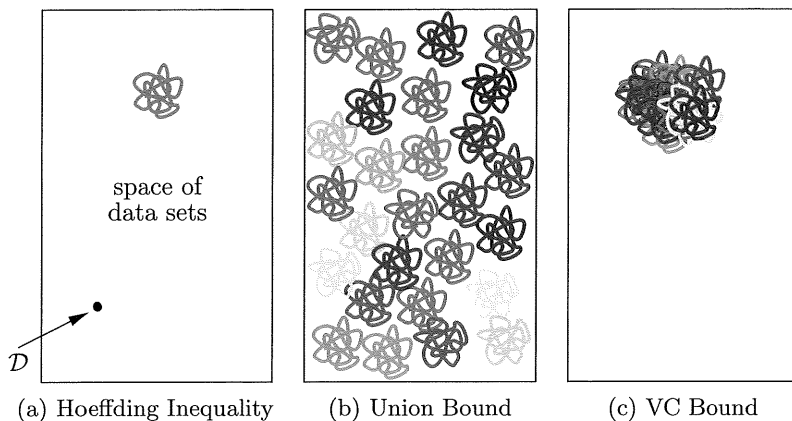 space of
data sets
𝒟
(a) Hoeffding Inequality
(b) Union Bound
(c) VC Bound